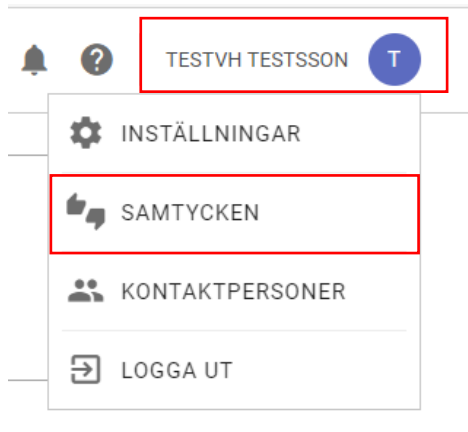 TESTVH TESTSSON T
INSTÄLLNINGAR
SAMTYCKEN
KONTAKTPERSONER
LOGGA UT